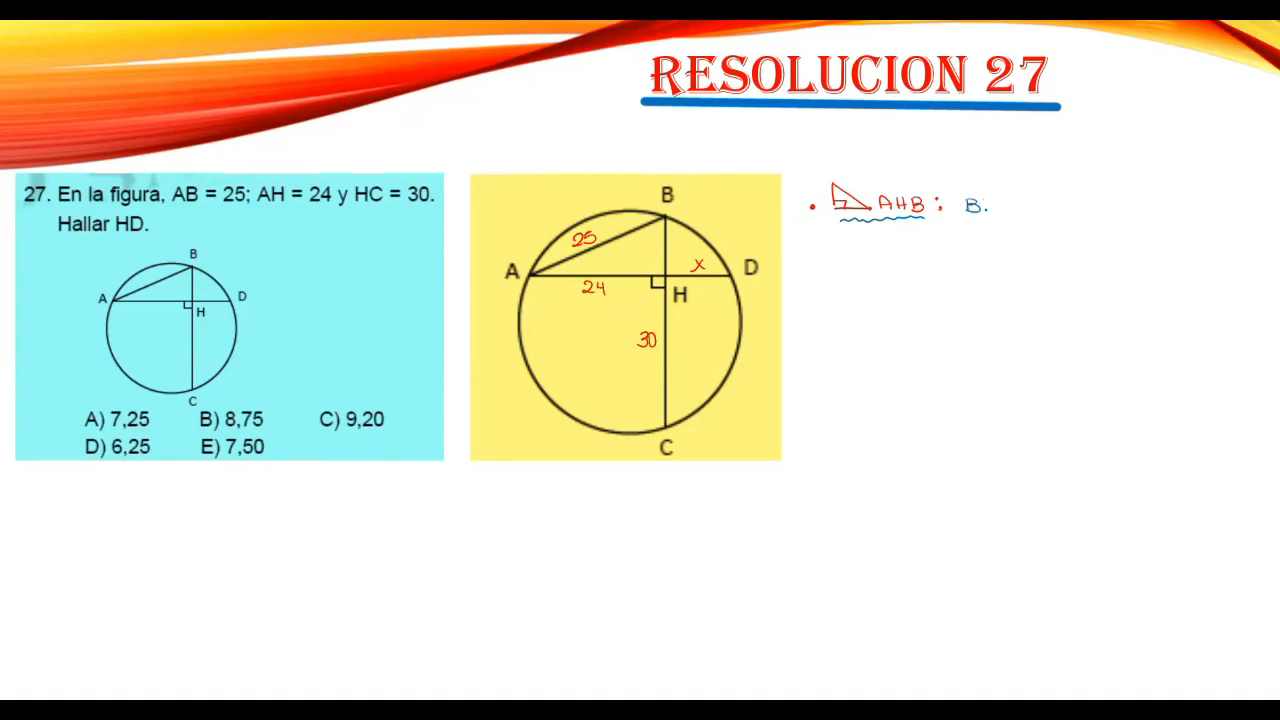 RESOLUCION 27
27. En la figura, AB = 25; AH = 24 y HC = 30.
Hallar HD.
B
A
D
H
C
A) 7,25 B) 8,75 C) 9,20
D) 6,25 E) 7,50
B
25
A
x
D
24
H
30
C
• AHB: B.